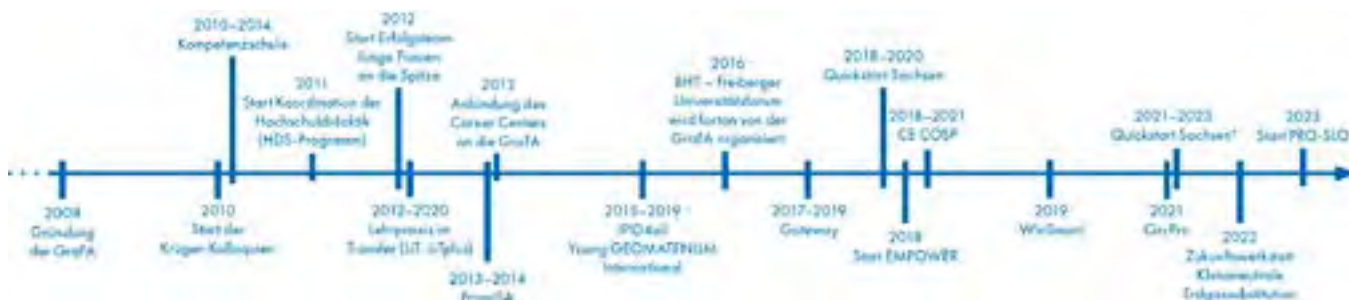 2008
Gründung
der GraFA
2010–2014
Kompetenzschule
2010
Start der
Krüger-Kolloquien
2011
Start Koordination der
Hochschuldidaktik
(HDS-Programm)
2012
Start Erfolgsteam
Junge Frauen
an die Spitze
2012–2020
Lehrpraxis im
Transfer
2013
Anbindung des
Career Centers
an die GraFA
2013–2014
2015–2019
IPID4all
Young GEOMATENUM
International
2016
BHT – Freiberger
Universitätsforum
wird fortan von der
GraFA organisiert
2017–2019
Gateway
2018–2020
Quickstart Sachsen
2018
Start EMPOWER
2018–2021
CE COSP
2019
2021
2021–2023
Quickstart Sachsen+
2022
Zukunftswerkstatt
Klimaneutrale
Erdgassubstitution
2023
Start PRO-SLO